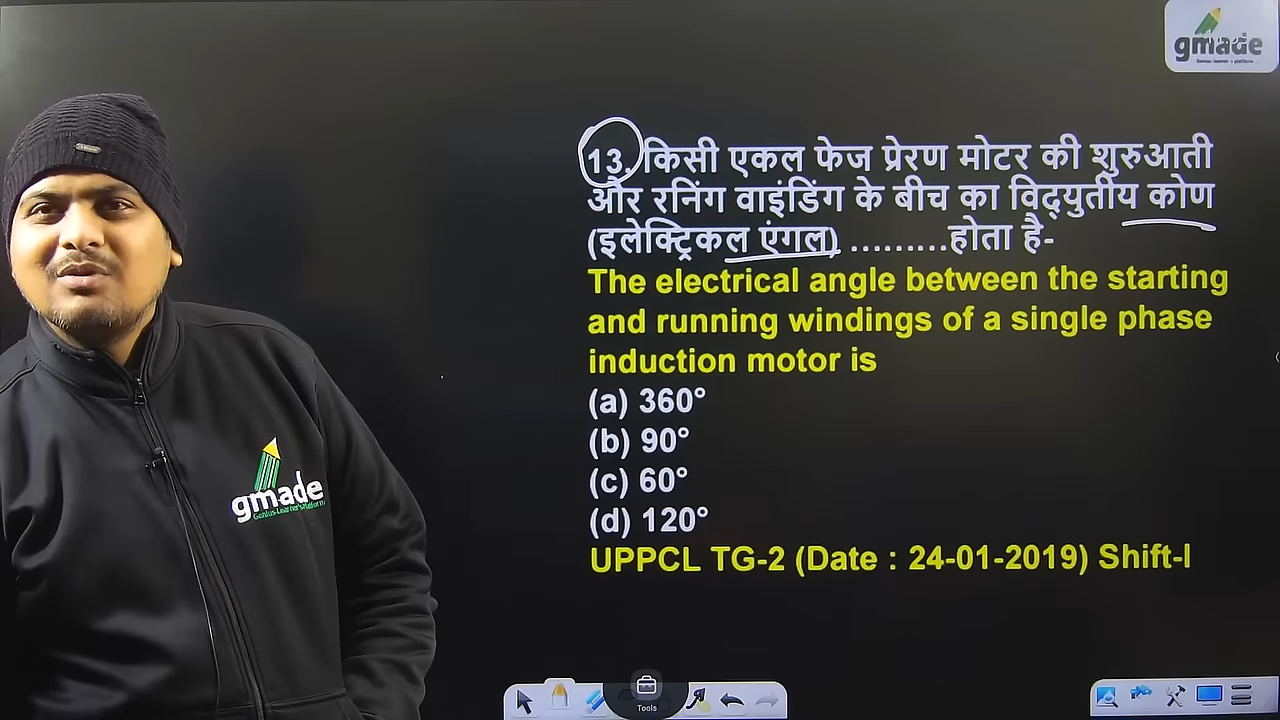 gmade
13. किसी एकल फेज प्रेरण मोटर की शुरुआती
और रनिंग वाइंडिंग के बीच का विद्युतीय कोण
(इलेक्ट्रिकल एंगल) .........होता है-
The electrical angle between the starting
and running windings of a single phase
induction motor is
(a) 360°
(b) 90°
(c) 60°
(d) 120°
UPPCL TG-2 (Date : 24-01-2019) Shift-I
gmade
Tools